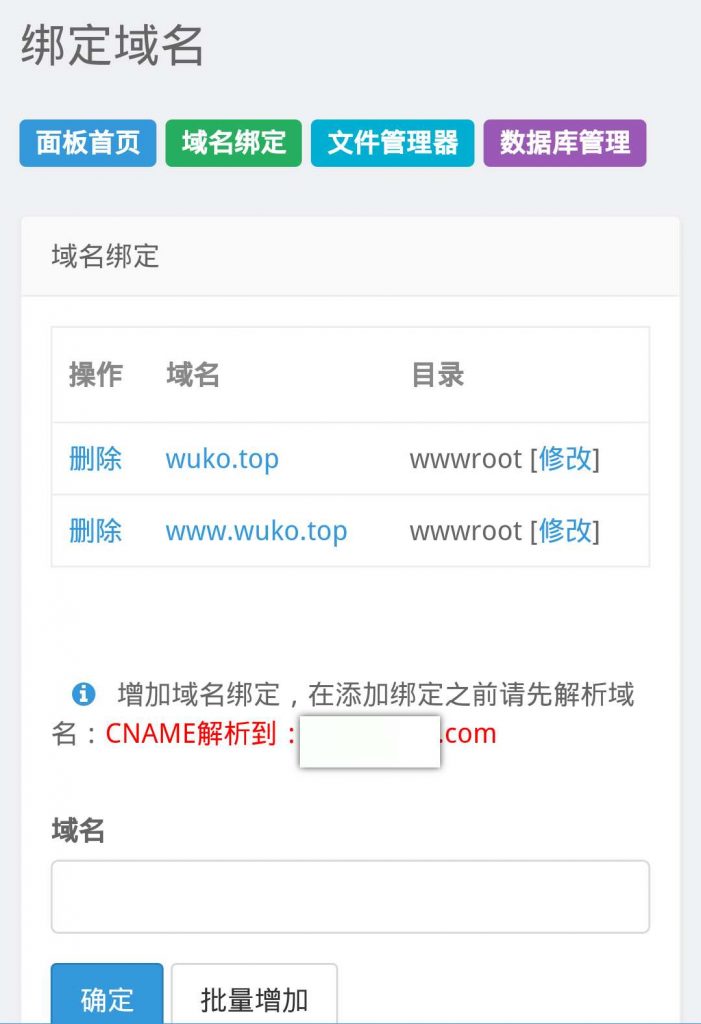 绑定域名
面板首页 域名绑定 文件管理器 数据库管理
域名绑定
操作 域名 目录
删除 wuko.top wwwroot [修改]
删除 www.wuko.top wwwroot [修改]
增加域名绑定，在添加绑定之前请先解析域
名：CNAME解析到：.com
域名
确定 批量增加